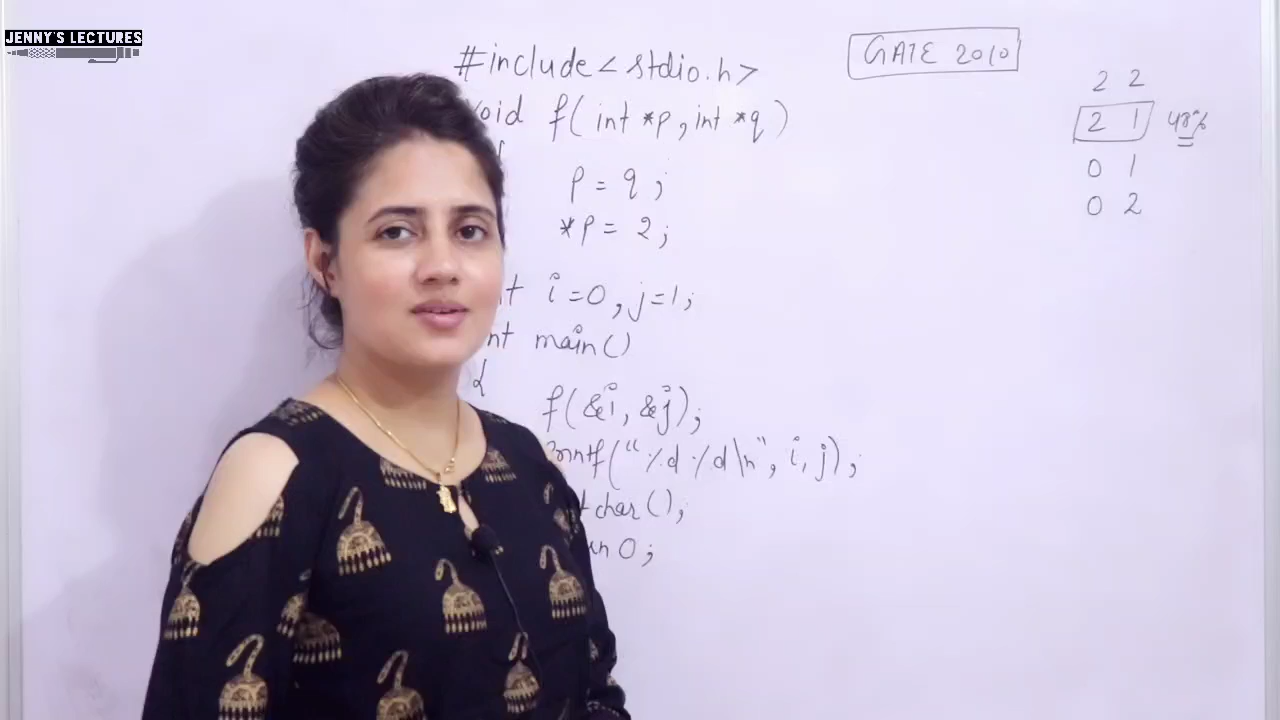 JENNY'S LECTURES
#include < stdio.h >
void f( int *p, int *q )
p = q ;
*p = 2 ;
i = 0, j = 1;
main()
f( &i, &j );
("%d %d\n", i, j);
char();
0;
GATE 2010
2 2
2 1 48%
0 1
0 2